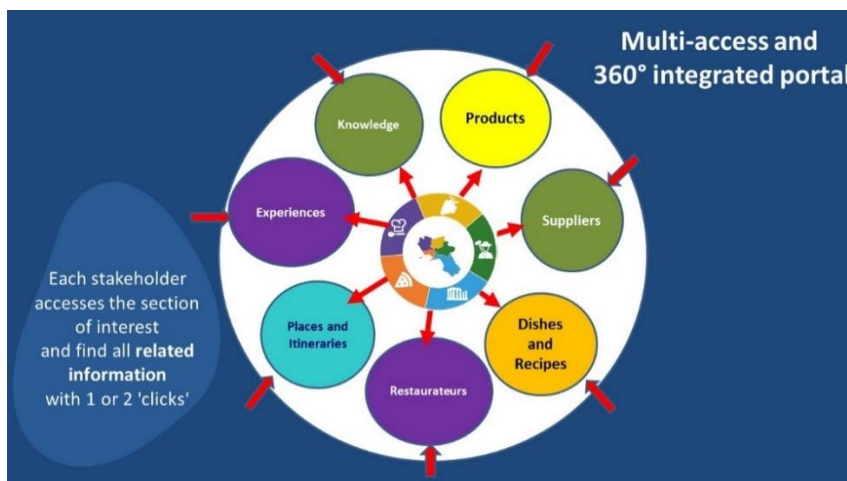 Multi-access and
360° integrated portal
Knowledge
Products
Experiences
Suppliers
Each stakeholder
accesses the section
of interest
and find all related
information
with 1 or 2 'clicks'
Places and
Itineraries
Dishes
and
Recipes
Restaurateurs